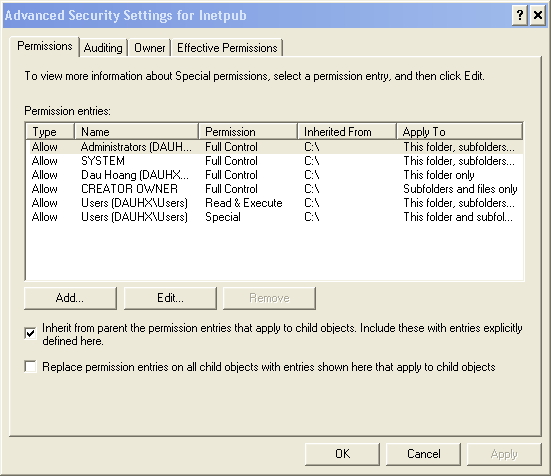 Advanced Security Settings for Inetpub
Permissions Auditing Owner Effective Permissions
To view more information about Special permissions, select a permission entry, and then click Edit.
Permission entries:
Type Name Permission Inherited From Apply To
Allow Administrators (DAUH... Full Control C:\ This folder, subfolders...
Allow SYSTEM Full Control C:\ This folder, subfolders...
Allow Dau Hoang (DAUHX... Full Control C:\ This folder only
Allow CREATOR OWNER Full Control C:\ Subfolders and files only
Allow Users (DAUHX\Users) Read & Execute C:\ This folder, subfolders...
Allow Users (DAUHX\Users) Special C:\ This folder and subfol...
Add... Edit... Remove
Inherit from parent the permission entries that apply to child objects. Include these with entries explicitly
defined here.
Replace permission entries on all child objects with entries shown here that apply to child objects
OK Cancel Apply